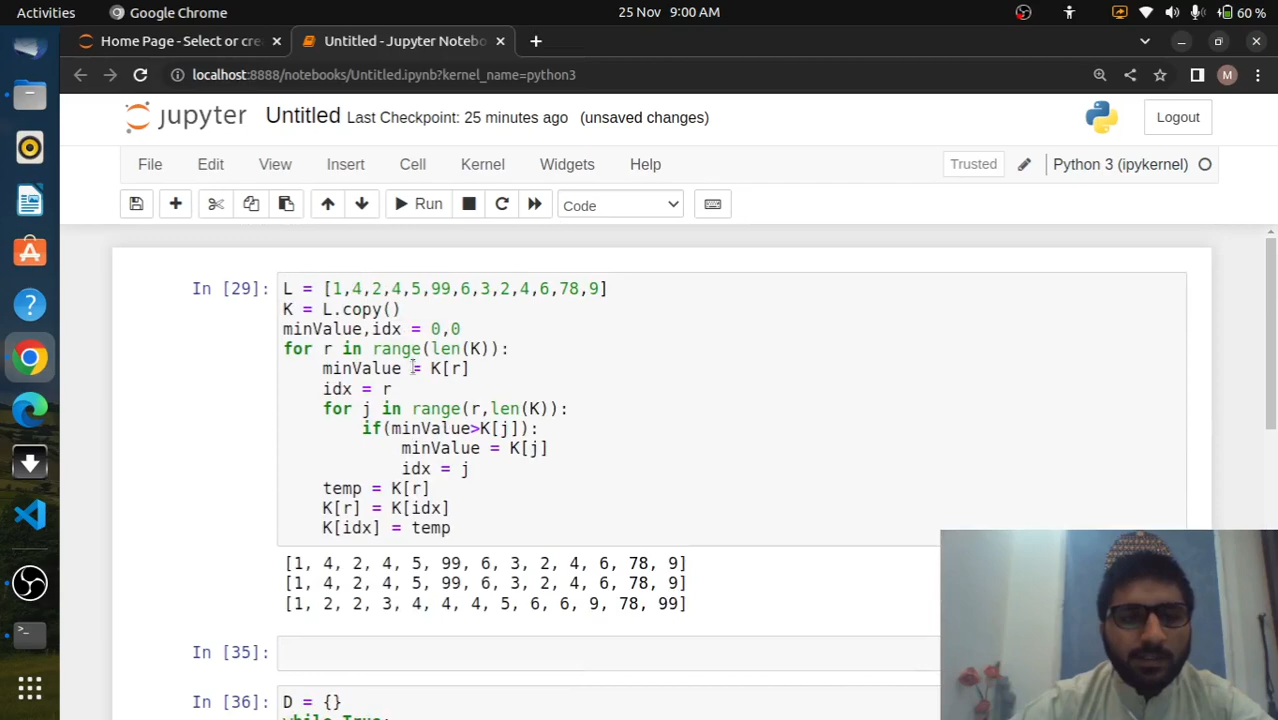 Activities Google Chrome 25 Nov 9:00 AM 60 %
Home Page - Select or cre Untitled - Jupyter Notebo
localhost:8888/notebooks/Untitled.ipynb?kernel_name=python3 M
jupyter Untitled Last Checkpoint: 25 minutes ago (unsaved changes) Logout
File Edit View Insert Cell Kernel Widgets Help Trusted Python 3 (ipykernel)
Run Code
In [29]: L = [1,4,2,4,5,99,6,3,2,4,6,78,9]
K = L.copy()
minValue,idx = 0,0
for r in range(len(K)):
minValue = K[r]
idx = r
for j in range(r,len(K)):
if(minValue>K[j]):
minValue = K[j]
idx = j
temp = K[r]
K[r] = K[idx]
K[idx] = temp
[1, 4, 2, 4, 5, 99, 6, 3, 2, 4, 6, 78, 9]
[1, 4, 2, 4, 5, 99, 6, 3, 2, 4, 6, 78, 9]
[1, 2, 2, 3, 4, 4, 4, 5, 6, 6, 9, 78, 99]
In [35]:
In [36]: D = {}
while True: